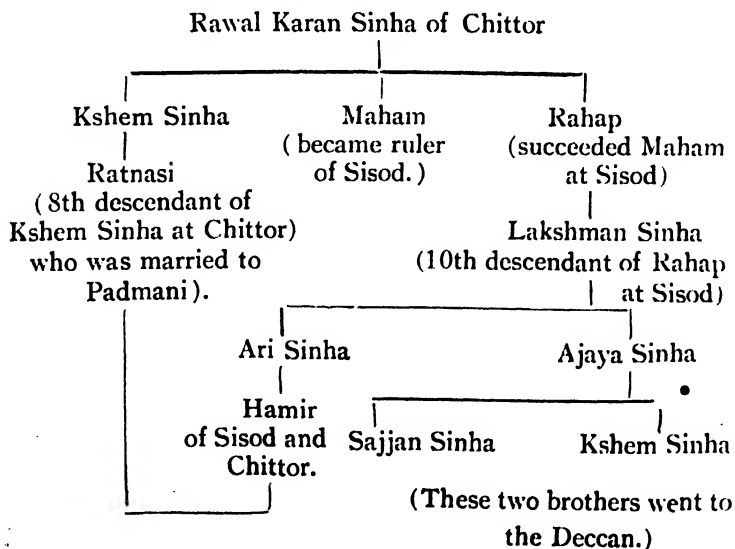 Rawal Karan Sinha of Chittor
Kshem Sinha
Ratnasi
(8th descendant of
Kshem Sinha at Chittor)
who was married to
Padmani).
Maham
(became ruler
of Sisod.)
Rahap
(succeeded Maham
at Sisod)
Lakshman Sinha
(10th descendant of Rahap
at Sisod)
Ari Sinha
Ajaya Sinha
Hamir
of Sisod and
Chittor.
Sajjan Sinha
Kshem Sinha
(These two brothers went to
the Deccan.)